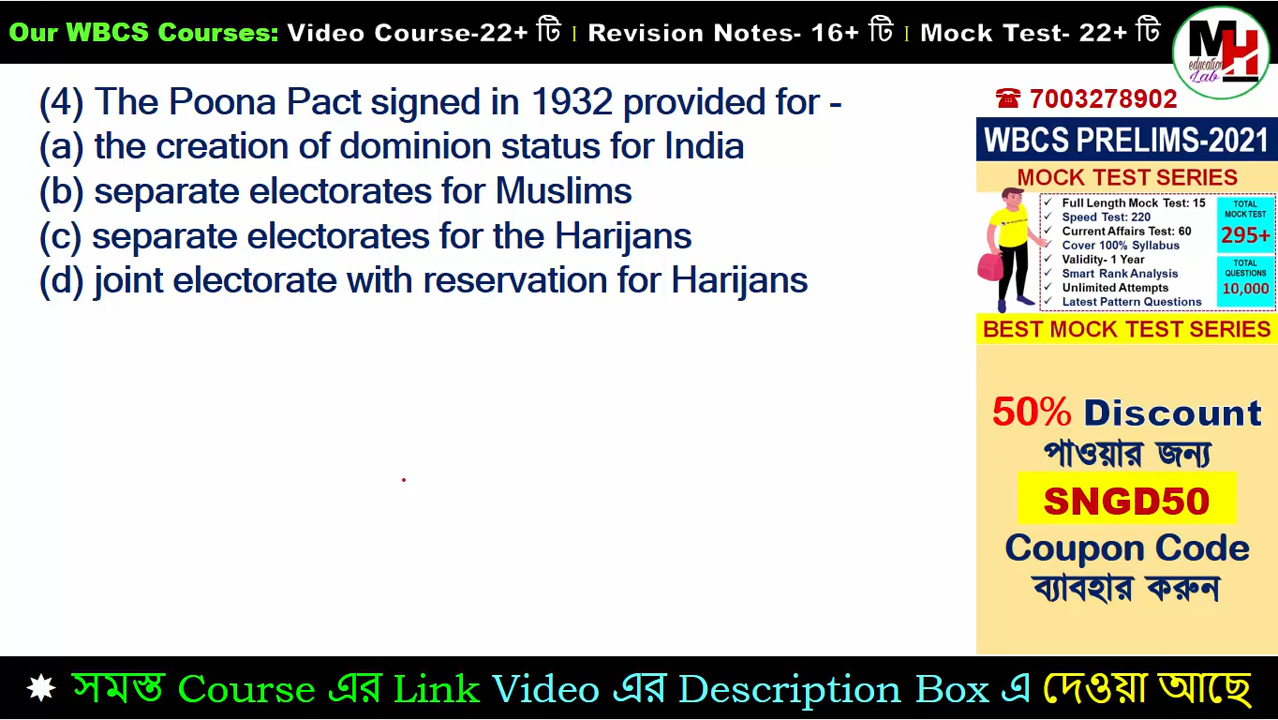 Our WBCS Courses: Video Course-22+ টি I Revision Notes- 16+ টি I Mock Test- 22+ টি
MH
education
Lab
(4) The Poona Pact signed in 1932 provided for -
(a) the creation of dominion status for India
(b) separate electorates for Muslims
(c) separate electorates for the Harijans
(d) joint electorate with reservation for Harijans
☎ 7003278902
WBCS PRELIMS-2021
MOCK TEST SERIES
✓ Full Length Mock Test: 15
✓ Speed Test: 220
✓ Current Affairs Test: 60
✓ Cover 100% Syllabus
✓ Validity- 1 Year
✓ Smart Rank Analysis
✓ Unlimited Attempts
✓ Latest Pattern Questions
TOTAL
MOCK TEST
295+
TOTAL
QUESTIONS
10,000
BEST MOCK TEST SERIES
50% Discount
পাওয়ার জন্য
SNGD50
Coupon Code
ব্যাবহার করুন
✸ সমস্ত Course এর Link Video এর Description Box এ দেওয়া আছে